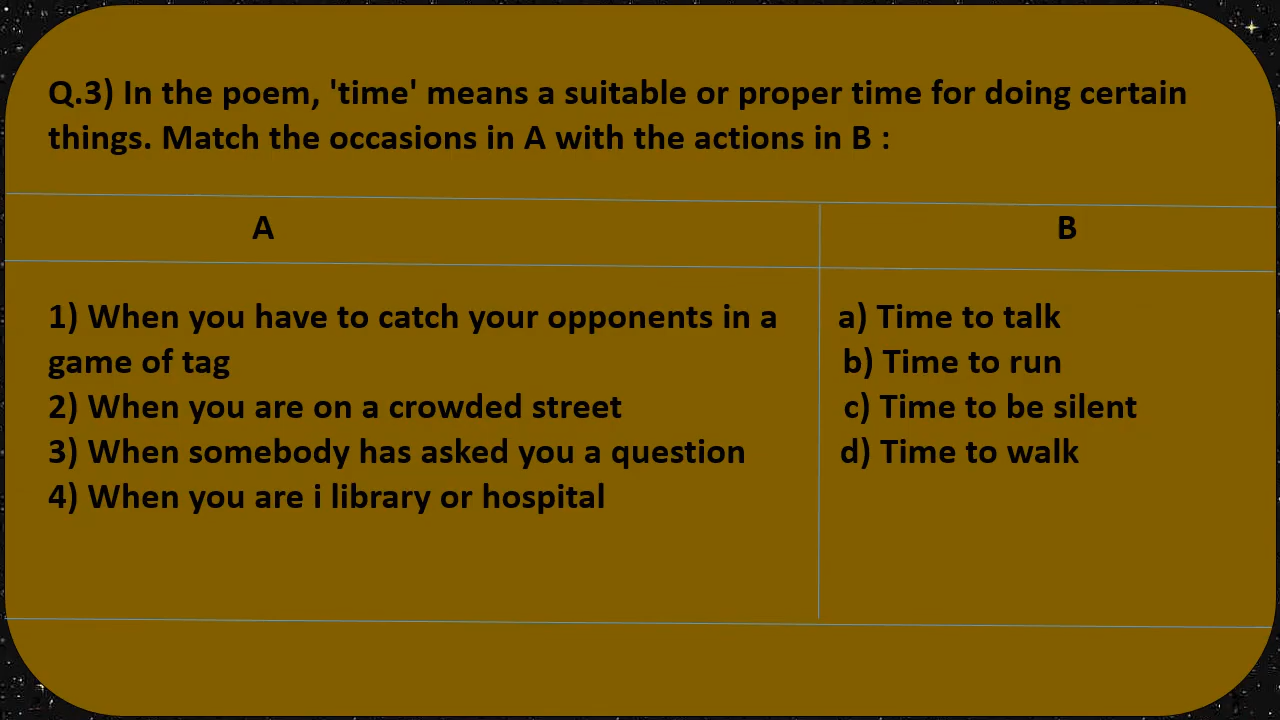 Q.3) In the poem, 'time' means a suitable or proper time for doing certain
things. Match the occasions in A with the actions in B :
A
B
1) When you have to catch your opponents in a
game of tag
2) When you are on a crowded street
3) When somebody has asked you a question
4) When you are i library or hospital
a) Time to talk
b) Time to run
c) Time to be silent
d) Time to walk